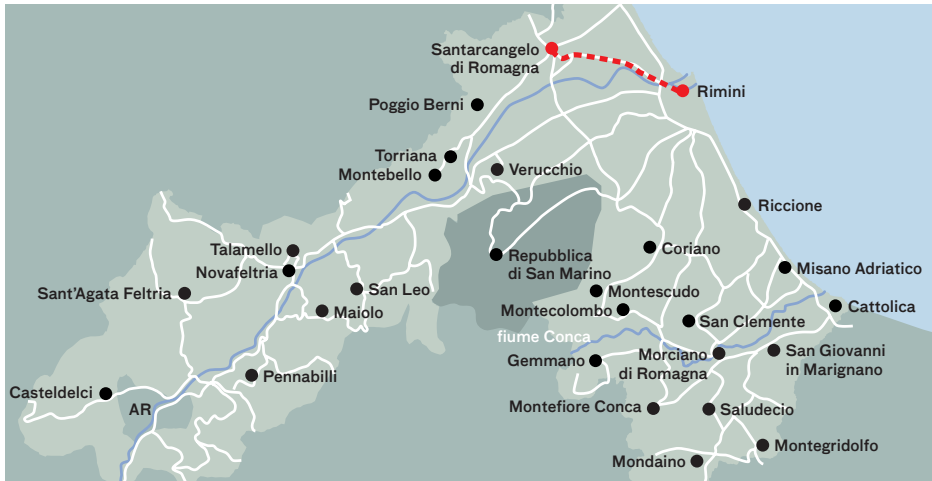 Santarcangelo
di Romagna
Rimini
Poggio Berni
Torriana
Montebello
Verucchio
Riccione
Talamello
Novafeltria
Repubblica
di San Marino
Coriano
Misano Adriatico
Sant'Agata Feltria
San Leo
Maiolo
Montescudo
Montecolombo
San Clemente
Cattolica
fiume Conca
Gemmano
Morciano
di Romagna
San Giovanni
in Marignano
Pennabilli
Casteldelci
AR
Montefiore Conca
Saludecio
Montegridolfo
Mondaino